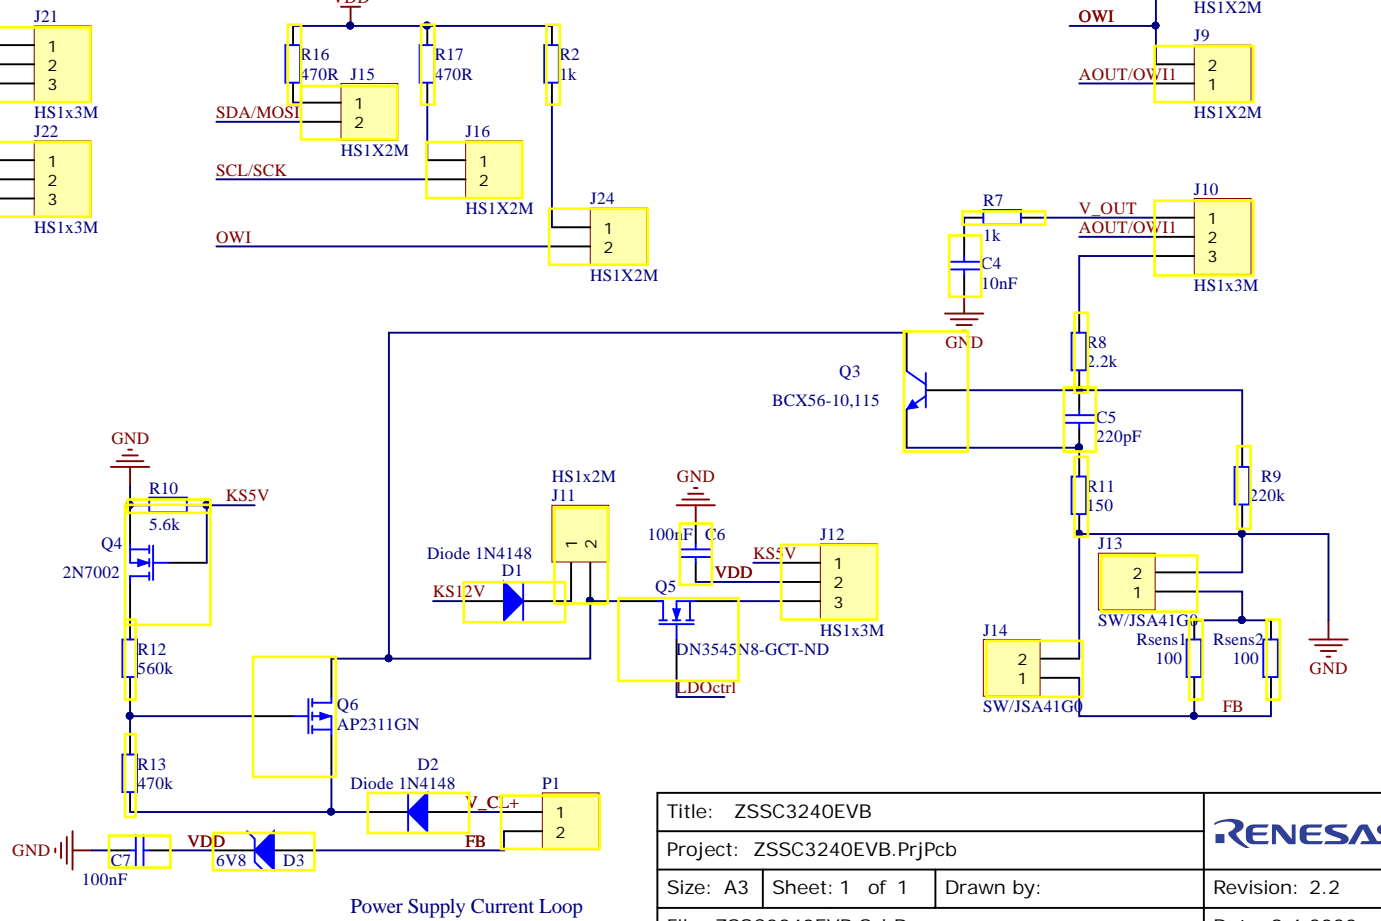 VDD
OWI
HS1X2M
J21
1
2
3
HS1x3M
R16
470R
R17
470R
R2
1k
J15
1
2
HS1X2M
SDA/MOSI
J9
2
1
AOUT/OWI1
HS1X2M
J22
1
2
3
HS1x3M
J16
1
2
HS1X2M
SCL/SCK
J24
1
2
HS1X2M
OWI
R7
1k
V_OUT
AOUT/OWI1
J10
1
2
3
HS1x3M
C4
10nF
GND
R8
2.2k
Q3
BCX56-10,115
C5
220pF
R11
150
R9
220k
GND
R10
5.6k
KS5V
Q4
2N7002
HS1x2M
J11
1
2
GND
100nF
C6
J12
KS5V
1
VDD
2
3
HS1x3M
Diode 1N4148
D1
KS12V
Q5
DN3545N8-GCT-ND
LDOctrl
J13
2
1
SW/JSA41G0
J14
2
1
SW/JSA41G0
Rsens1
100
Rsens2
100
FB
GND
R12
560k
Q6
AP2311GN
R13
470k
D2
Diode 1N4148
V_CL+
P1
1
2
FB
GND
C7
100nF
VDD
6V8
D3
Power Supply Current Loop
Title: ZSSC3240EVB
Project: ZSSC3240EVB.PrjPcb
RENESAS
Size: A3
Sheet: 1 of 1
Drawn by:
Revision: 2.2